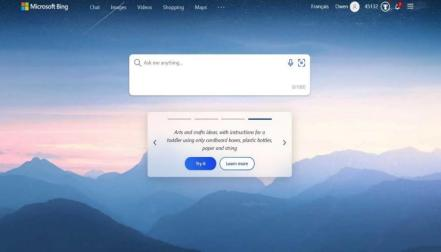 Microsoft Bing
Chat Images Videos Shopping Maps ···
Français Owen 45132
Ask me anything...
0/1000
Arts and crafts ideas, with instructions for a
toddler using only cardboard boxes, plastic bottles,
paper and string
Try it Learn more